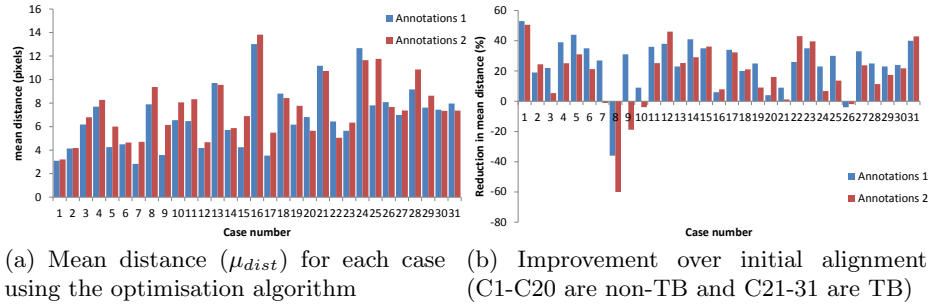 16
14
12
10
8
6
4
2
0
mean distance (pixels)
Annotations 1
Annotations 2
1 2 3 4 5 6 7 8 9 10 11 12 13 14 15 16 17 18 19 20 21 22 23 24 25 26 27 28 29 30 31
Case number
60
40
20
0
-20
-40
-60
-80
Reduction in mean distance (%)
1 2 3 4 5 6 7 8 9 10 11 12 13 14 15 16 17 18 19 20 21 22 23 24 25 26 27 28 29 30 31
Annotations 1
Annotations 2
Case number
(a) Mean distance (μdist) for each case
using the optimisation algorithm
(b) Improvement over initial alignment
(C1-C20 are non-TB and C21-31 are TB)